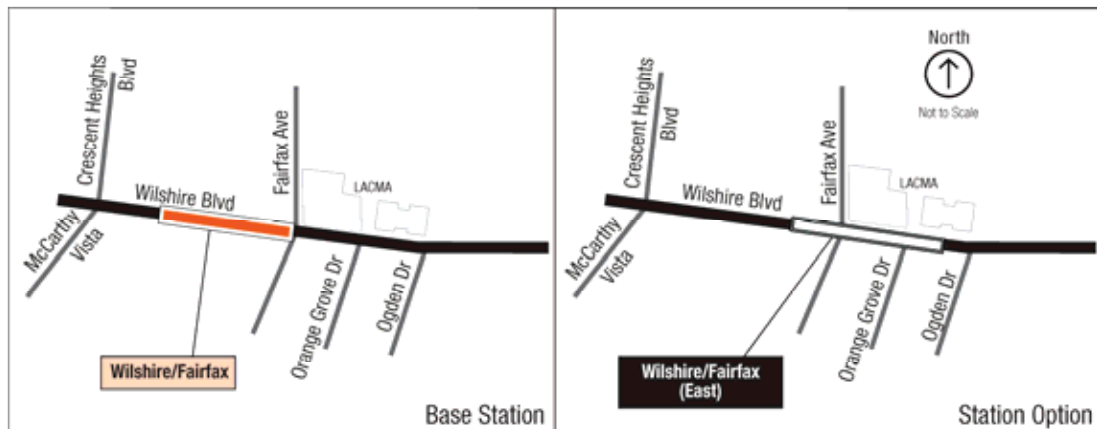 Crescent Heights
Blvd
McCarthy
Vista
Wilshire Blvd
Fairfax Ave
LACMA
Orange Grove Dr
Ogden Dr
Wilshire/Fairfax
Base Station
North
Not to Scale
Crescent Heights
Blvd
McCarthy
Vista
Wilshire Blvd
Fairfax Ave
LACMA
Orange Grove Dr
Ogden Dr
Wilshire/Fairfax
(East)
Station Option